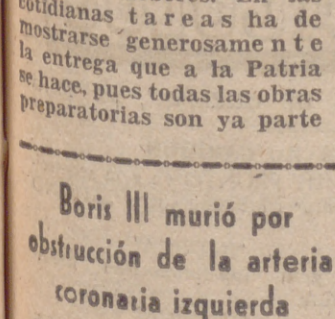 cotidianas tareas ha de
mostrarse generosamente
la entrega que a la Patria
se hace, pues todas las obras
preparatorias son ya parte
Boris III murió por
obstrucción de la arteria
coronaria izquierda